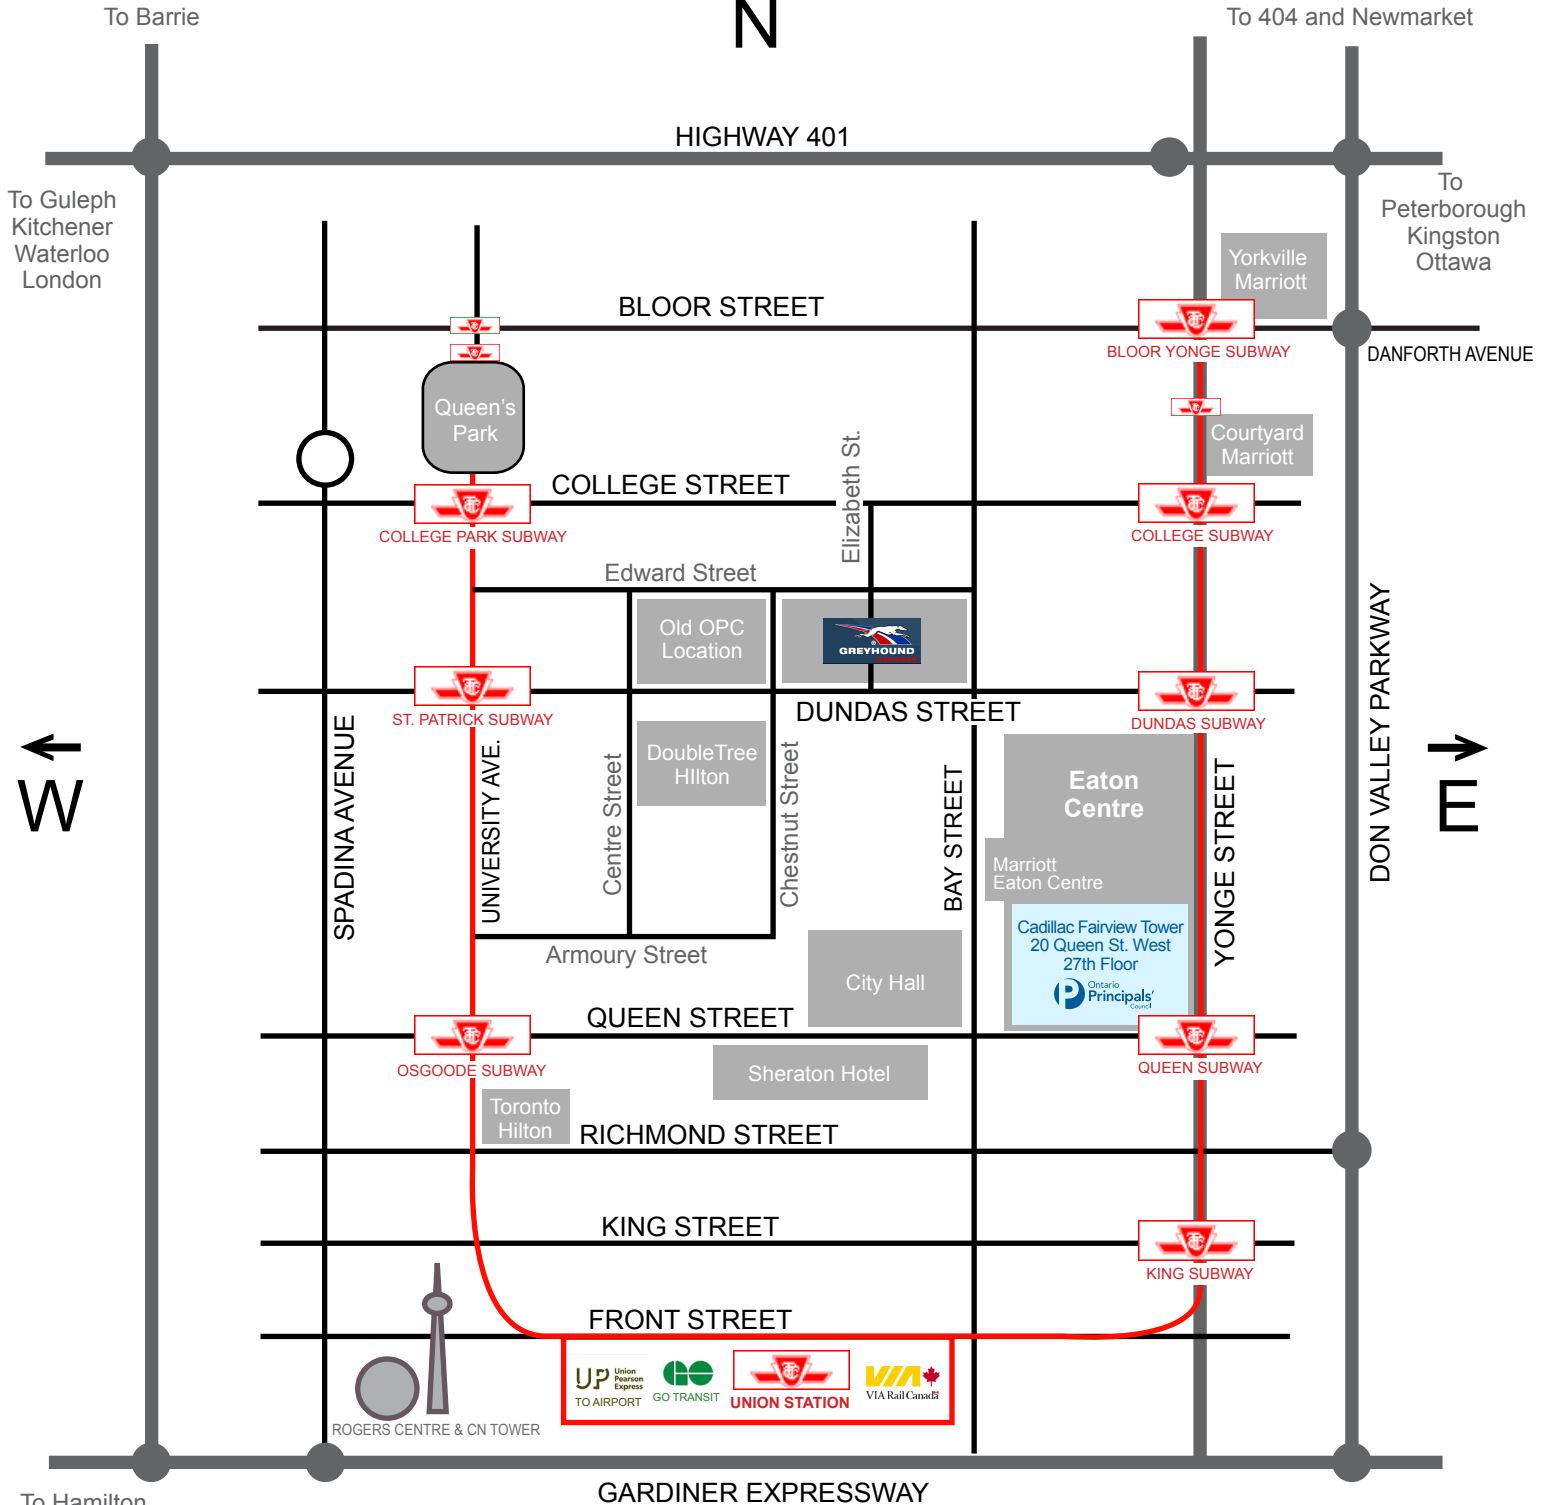 To Barrie
N
To 404 and Newmarket
HIGHWAY 401
To Guleph
Kitchener
Waterloo
London
To
Peterborough
Kingston
Ottawa
Yorkville
Marriott
BLOOR STREET
BLOOR YONGE SUBWAY
DANFORTH AVENUE
Queen's
Park
Courtyard
Marriott
COLLEGE STREET
Elizabeth St.
COLLEGE PARK SUBWAY
COLLEGE SUBWAY
Edward Street
Old OPC
Location
GREYHOUND
ST. PATRICK SUBWAY
DUNDAS STREET
DUNDAS SUBWAY
W
SPADINA AVENUE
UNIVERSITY AVE.
Centre Street
DoubleTree
HIlton
Chestnut Street
BAY STREET
Eaton
Centre
YONGE STREET
DON VALLEY PARKWAY
E
Marriott
Eaton Centre
Cadillac Fairview Tower
20 Queen St. West
27th Floor
Ontario
Principals'
Council
Armoury Street
City Hall
QUEEN STREET
OSGOODE SUBWAY
QUEEN SUBWAY
Sheraton Hotel
Toronto
Hilton
RICHMOND STREET
KING STREET
KING SUBWAY
FRONT STREET
UP Union
Pearson
Express
TO AIRPORT
GO
GO TRANSIT
TTC
UNION STATION
VIA
VIA Rail Canada
ROGERS CENTRE & CN TOWER
GARDINER EXPRESSWAY
To Hamilton